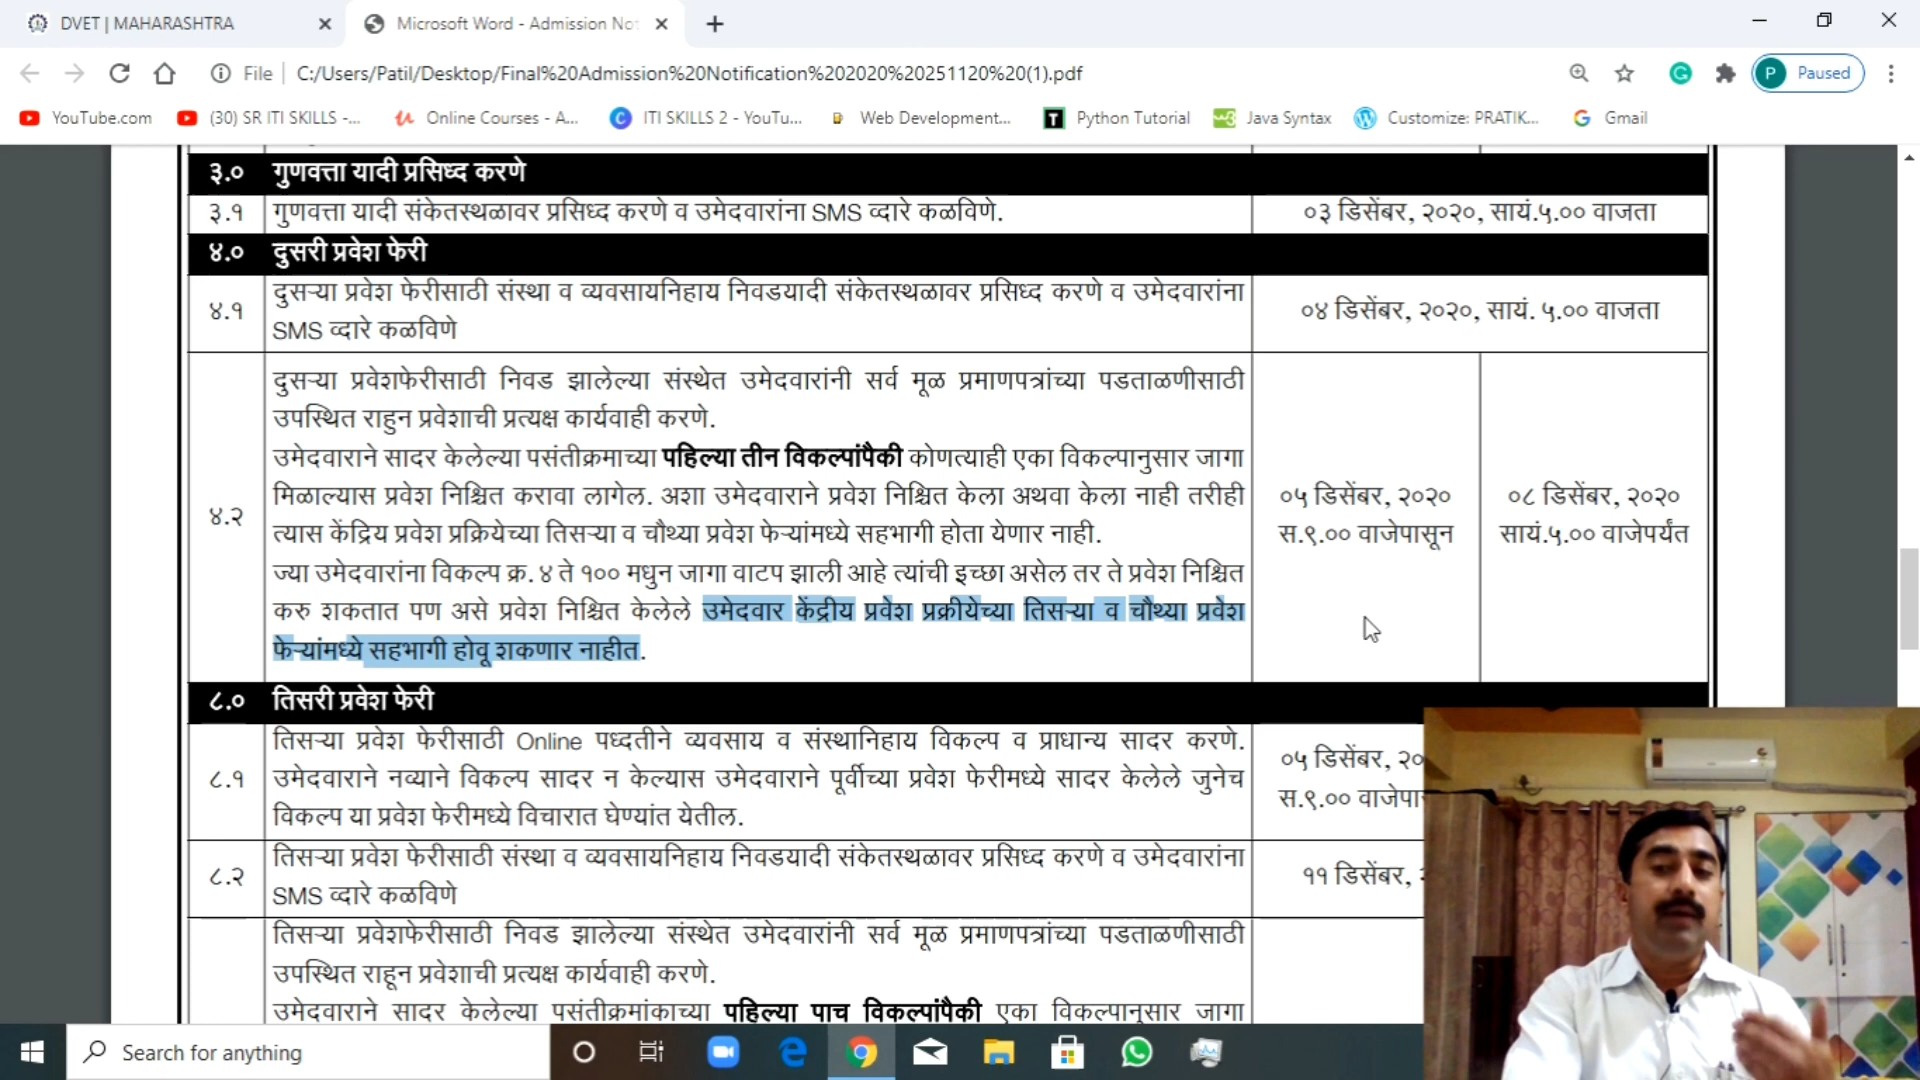 DVET | MAHARASHTRA
Microsoft Word - Admission Not
File
C:/Users/Patil/Desktop/Final%20Admission%20Notification%202020%20251120%20(1).pdf
P Paused
YouTube.com
(30) SR ITI SKILLS -...
Online Courses - A...
ITI SKILLS 2 - YouTu...
Web Development...
Python Tutorial
Java Syntax
Customize: PRATIK...
Gmail
३.० गुणवत्ता यादी प्रसिध्द करणे
३.१ गुणवत्ता यादी संकेतस्थळावर प्रसिध्द करणे व उमेदवारांना SMS व्दारे कळविणे. ०३ डिसेंबर, २०२०, सायं.५.०० वाजता
४.० दुसरी प्रवेश फेरी
४.१ दुसऱ्या प्रवेश फेरीसाठी संस्था व व्यवसायनिहाय निवडयादी संकेतस्थळावर प्रसिध्द करणे व उमेदवारांना
SMS व्दारे कळविणे
०४ डिसेंबर, २०२०, सायं. ५.०० वाजता
४.२
दुसऱ्या प्रवेशफेरीसाठी निवड झालेल्या संस्थेत उमेदवारांनी सर्व मूळ प्रमाणपत्रांच्या पडताळणीसाठी
उपस्थित राहुन प्रवेशाची प्रत्यक्ष कार्यवाही करणे.
उमेदवाराने सादर केलेल्या पसंतीक्रमाच्या पहिल्या तीन विकल्पांपैकी कोणत्याही एका विकल्पानुसार जागा
मिळाल्यास प्रवेश निश्चित करावा लागेल. अशा उमेदवाराने प्रवेश निश्चित केला अथवा केला नाही तरीही
त्यास केंद्रिय प्रवेश प्रक्रियेच्या तिसऱ्या व चौथ्या प्रवेश फेऱ्यांमध्ये सहभागी होता येणार नाही.
ज्या उमेदवारांना विकल्प क्र. ४ ते १०० मधुन जागा वाटप झाली आहे त्यांची इच्छा असेल तर ते प्रवेश निश्चित
करु शकतात पण असे प्रवेश निश्चित केलेले उमेदवार केंद्रीय प्रवेश प्रक्रीयेच्या तिसऱ्या व चौथ्या प्रवेश
फेऱ्यांमध्ये सहभागी होवू शकणार नाहीत.
०५ डिसेंबर, २०२०
स.९.०० वाजेपासून
०८ डिसेंबर, २०२०
सायं.५.०० वाजेपर्यंत
८.० तिसरी प्रवेश फेरी
८.१
तिसऱ्या प्रवेश फेरीसाठी Online पध्दतीने व्यवसाय व संस्थानिहाय विकल्प व प्राधान्य सादर करणे.
उमेदवाराने नव्याने विकल्प सादर न केल्यास उमेदवाराने पूर्वीच्या प्रवेश फेरीमध्ये सादर केलेले जुनेच
विकल्प या प्रवेश फेरीमध्ये विचारात घेण्यांत येतील.
०५ डिसेंबर, २०
स.९.०० वाजेपा
८.२
तिसऱ्या प्रवेश फेरीसाठी संस्था व व्यवसायनिहाय निवडयादी संकेतस्थळावर प्रसिध्द करणे व उमेदवारांना
SMS व्दारे कळविणे
११ डिसेंबर,
तिसऱ्या प्रवेशफेरीसाठी निवड झालेल्या संस्थेत उमेदवारांनी सर्व मूळ प्रमाणपत्रांच्या पडताळणीसाठी
उपस्थित राहून प्रवेशाची प्रत्यक्ष कार्यवाही करणे.
उमेदवाराने सादर केलेल्या पसंतीक्रमांकाच्या पहिल्या पाच विकल्पांपैकी एका विकल्पानुसार जागा
Search for anything